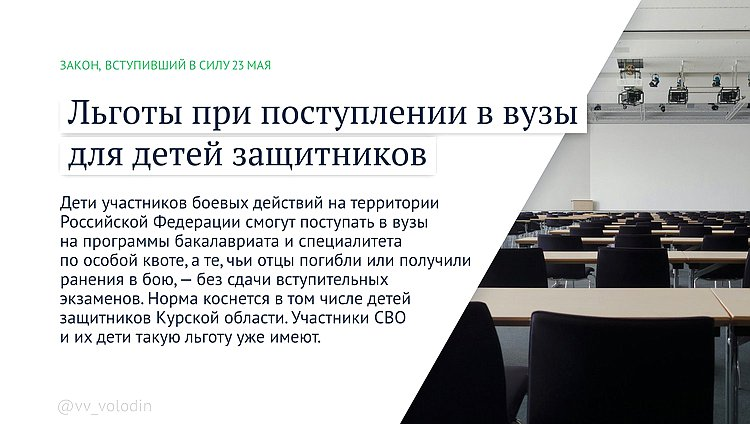 ЗАКОН, ВСТУПИВШИЙ В СИЛУ 23 МАЯ
Льготы при поступлении в вузы
для детей защитников
Дети участников боевых действий на территории
Российской Федерации смогут поступать в вузы
на программы бакалавриата и специалитета
по особой квоте, а те, чьи отцы погибли или получили
ранения в бою, — без сдачи вступительных
экзаменов. Норма коснется в том числе детей
защитников Курской области. Участники СВО
и их дети такую льготу уже имеют.
@vv_volodin